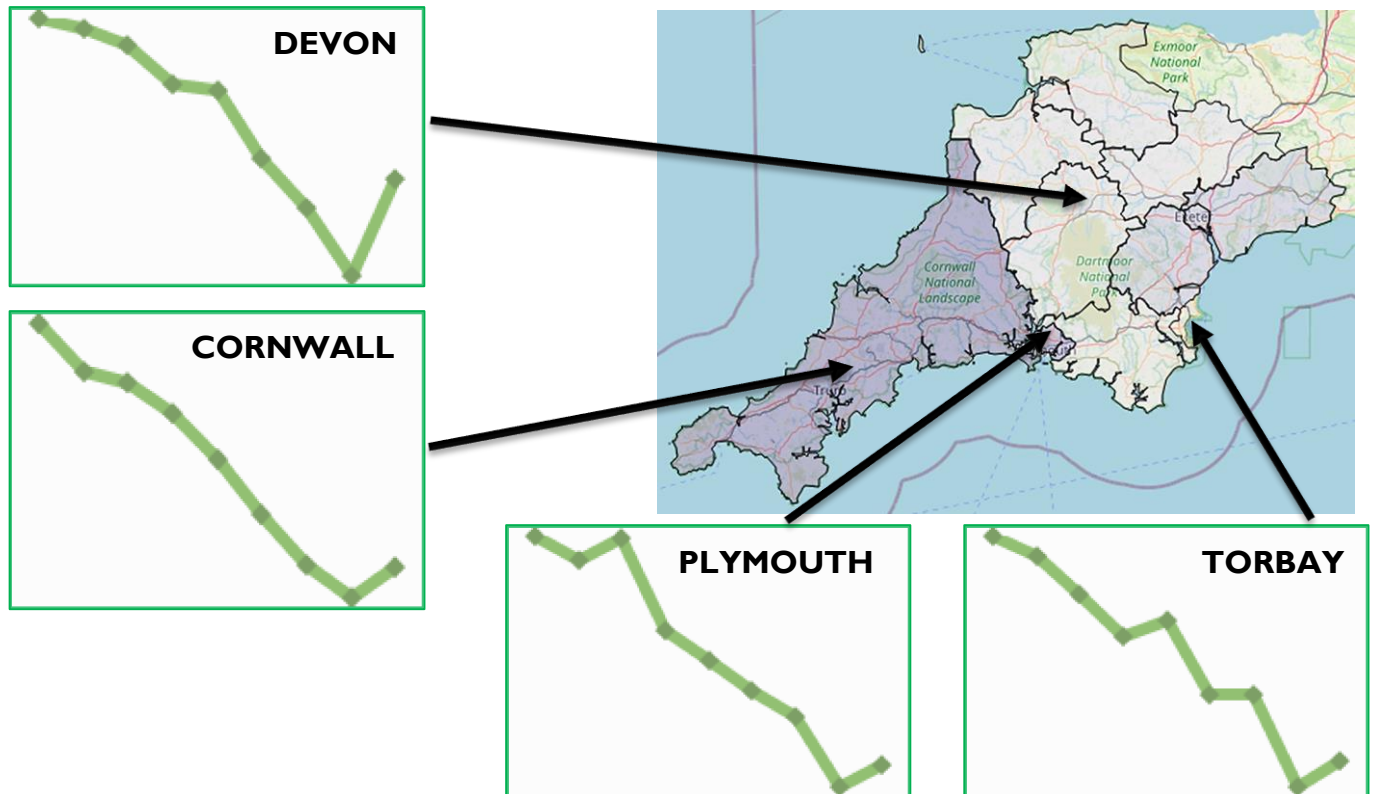 DEVON
Exmoor
National
Park
Exeter
Cornwall
National
Landscape
Dartmoor
National
Park
CORNWALL
Truro
PLYMOUTH
TORBAY